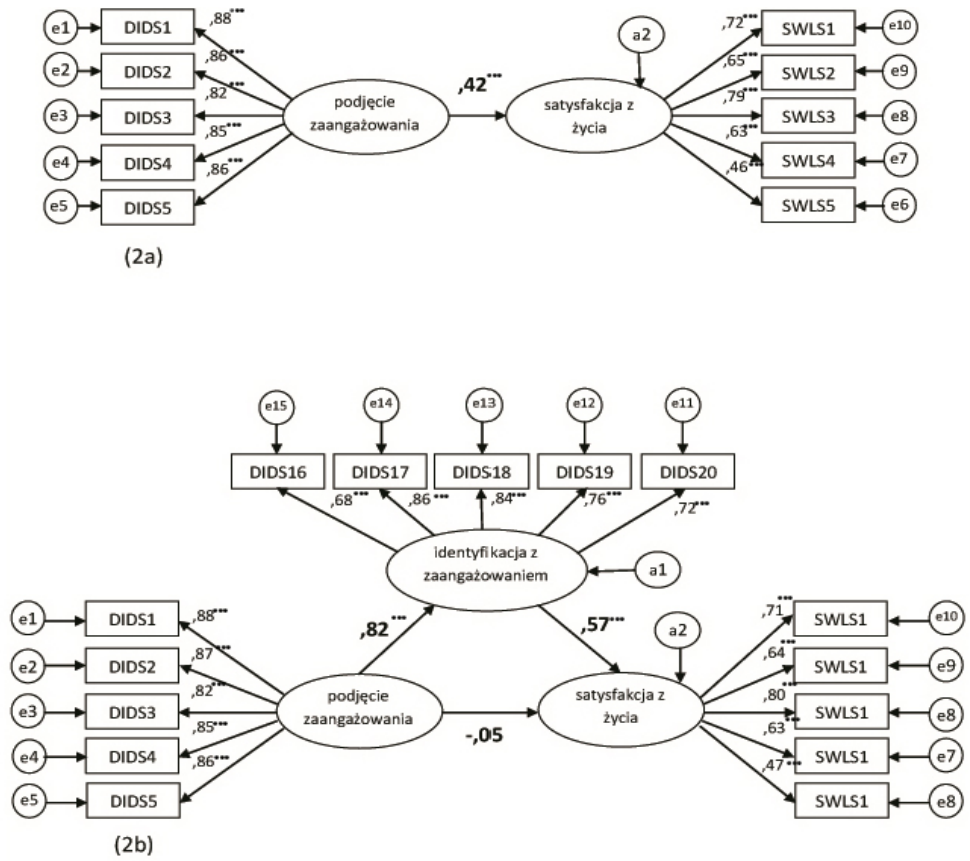 e1 DIDS1 ,88*** ,72*** SWLS1 e10
a2
e2 DIDS2 ,86*** ,65*** SWLS2 e9
,42***
podjęcie zaangażowania
satysfakcja z życia
e3 DIDS3 ,82*** ,79*** SWLS3 e8
e4 DIDS4 ,85*** ,63*** SWLS4 e7
e5 DIDS5 ,86*** ,46*** SWLS5 e6
(2a)
e15 e14 e13 e12 e11
DIDS16 DIDS17 DIDS18 DIDS19 DIDS20
,68*** ,86*** ,84*** ,76*** ,72***
identyfikacja z
zaangażowaniem
a1
,82*** ,57***
a2
e1 DIDS1 ,88*** ,71*** SWLS1 e10
e2 DIDS2 ,87*** ,64*** SWLS1 e9
podjęcie
zaangażowania
satysfakcja z
życia
e3 DIDS3 ,82*** ,80*** SWLS1 e8
-,05
e4 DIDS4 ,85*** ,63*** SWLS1 e7
e5 DIDS5 ,86*** ,47*** SWLS1 e8
(2b)